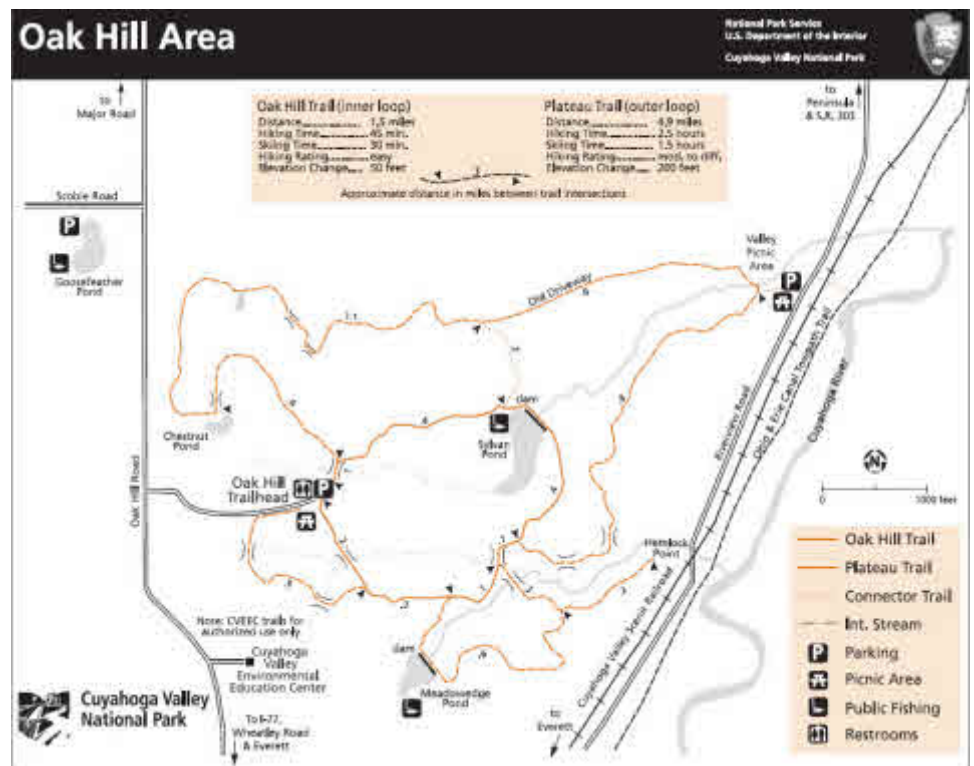 Oak Hill Area
National Park Service
U.S. Department of the Interior
Cuyahoga Valley National Park
to
Major Road
Oak Hill Trail (inner loop)
Distance 1.5 miles
Hiking Time 45 min.
Skiing Time 30 min.
Hiking Rating easy
Elevation Change 50 feet
Plateau Trail (outer loop)
Distance 4.9 miles
Hiking Time 2.5 hours
Skiing Time 1.5 hours
Hiking Rating mod. to diff.
Elevation Change 200 feet
Approximate distance in miles between trail intersections
to
Peninsula
& S.R. 303
Scobie Road
P
Goosefeather
Pond
Valley
Picnic
Area
P
Old Driveway
1.1
dam
Sylvan
Pond
Chestnut
Pond
Oak Hill
Trailhead
P
Oak Hill Road
Riverview Road
Ohio & Erie Canal Towpath Trail
Cuyahoga River
N
0
1000 feet
Hemlock
Point
Cuyahoga Valley Scenic Railroad
Note: CVEEC trails for
authorized use only
Cuyahoga
Valley
Environmental
Education Center
dam
Meadowedge
Pond
to
Everett
To I-77,
Wheatley Road
& Everett
Cuyahoga Valley
National Park
Oak Hill Trail
Plateau Trail
Connector Trail
Int. Stream
P Parking
Picnic Area
Public Fishing
Restrooms